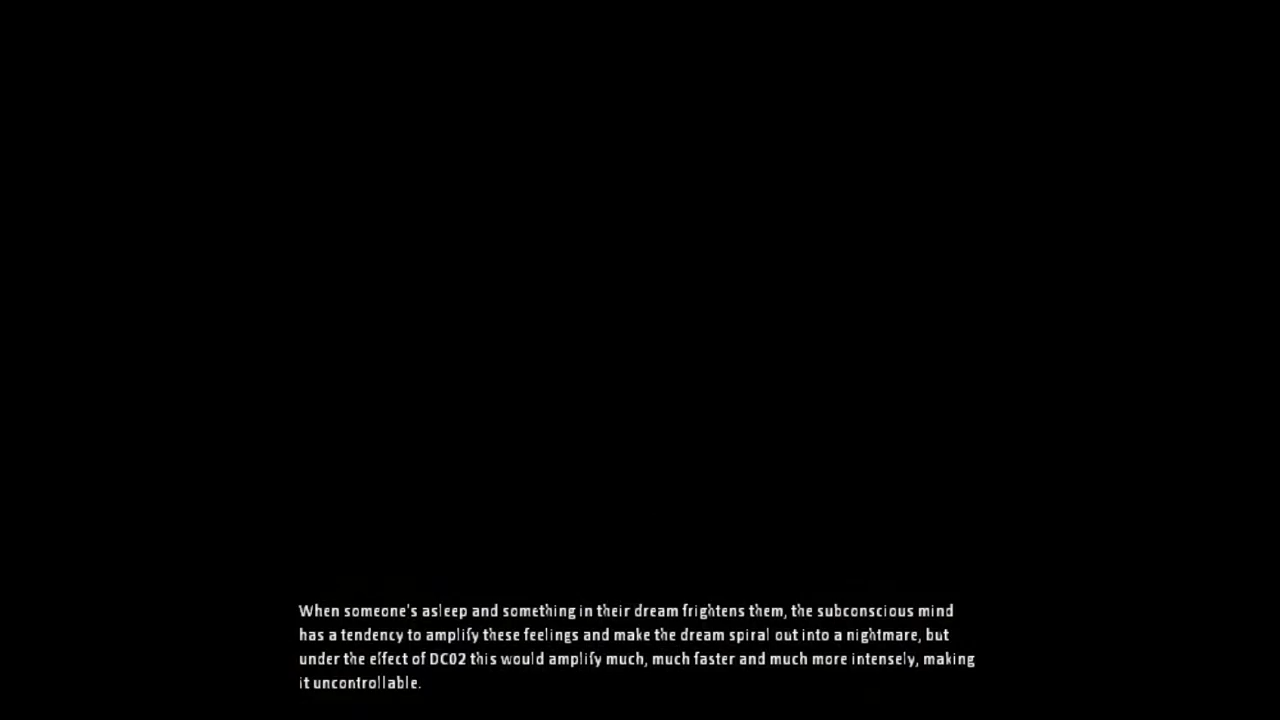 When someone's asleep and something in their dream frightens them, the subconscious mind
has a tendency to amplify these feelings and make the dream spiral out into a nightmare, but
under the effect of DC02 this would amplify much, much faster and much more intensely, making
it uncontrollable.